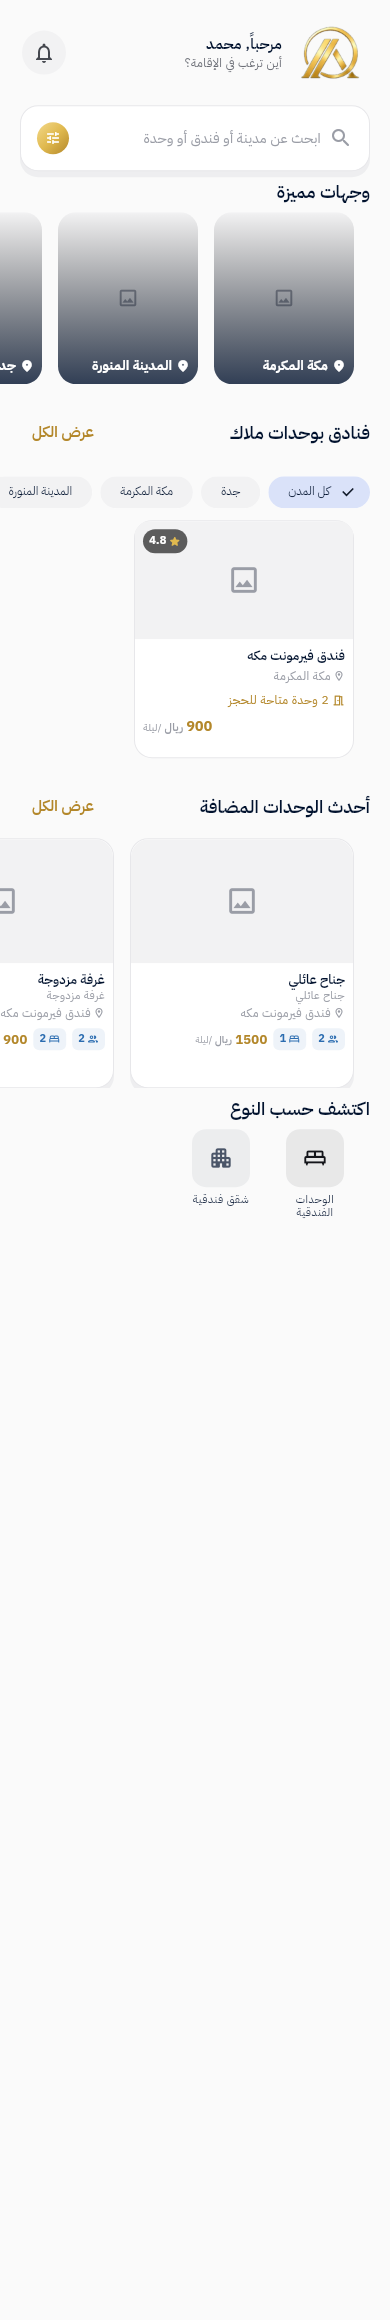 مرحباً, محمد
أين ترغب في الإقامة؟
ابحث عن مدينة أو فندق أو وحدة
وجهات مميزة
مكة المكرمة
المدينة المنورة
جد
فنادق بوحدات ملاك
عرض الكل
كل المدن
جدة
مكة المكرمة
المدينة المنورة
4.8
فندق فيرمونت مكه
مكة المكرمة
2 وحدة متاحة للحجز
900 ريال /ليلة
أحدث الوحدات المضافة
عرض الكل
جناح عائلي
جناح عائلي
فندق فيرمونت مكه
2 1 1500 ريال /ليلة
غرفة مزدوجة
غرفة مزدوجة
فندق فيرمونت مكه
2 2 900
اكتشف حسب النوع
الوحدات
الفندقية
شقق فندقية